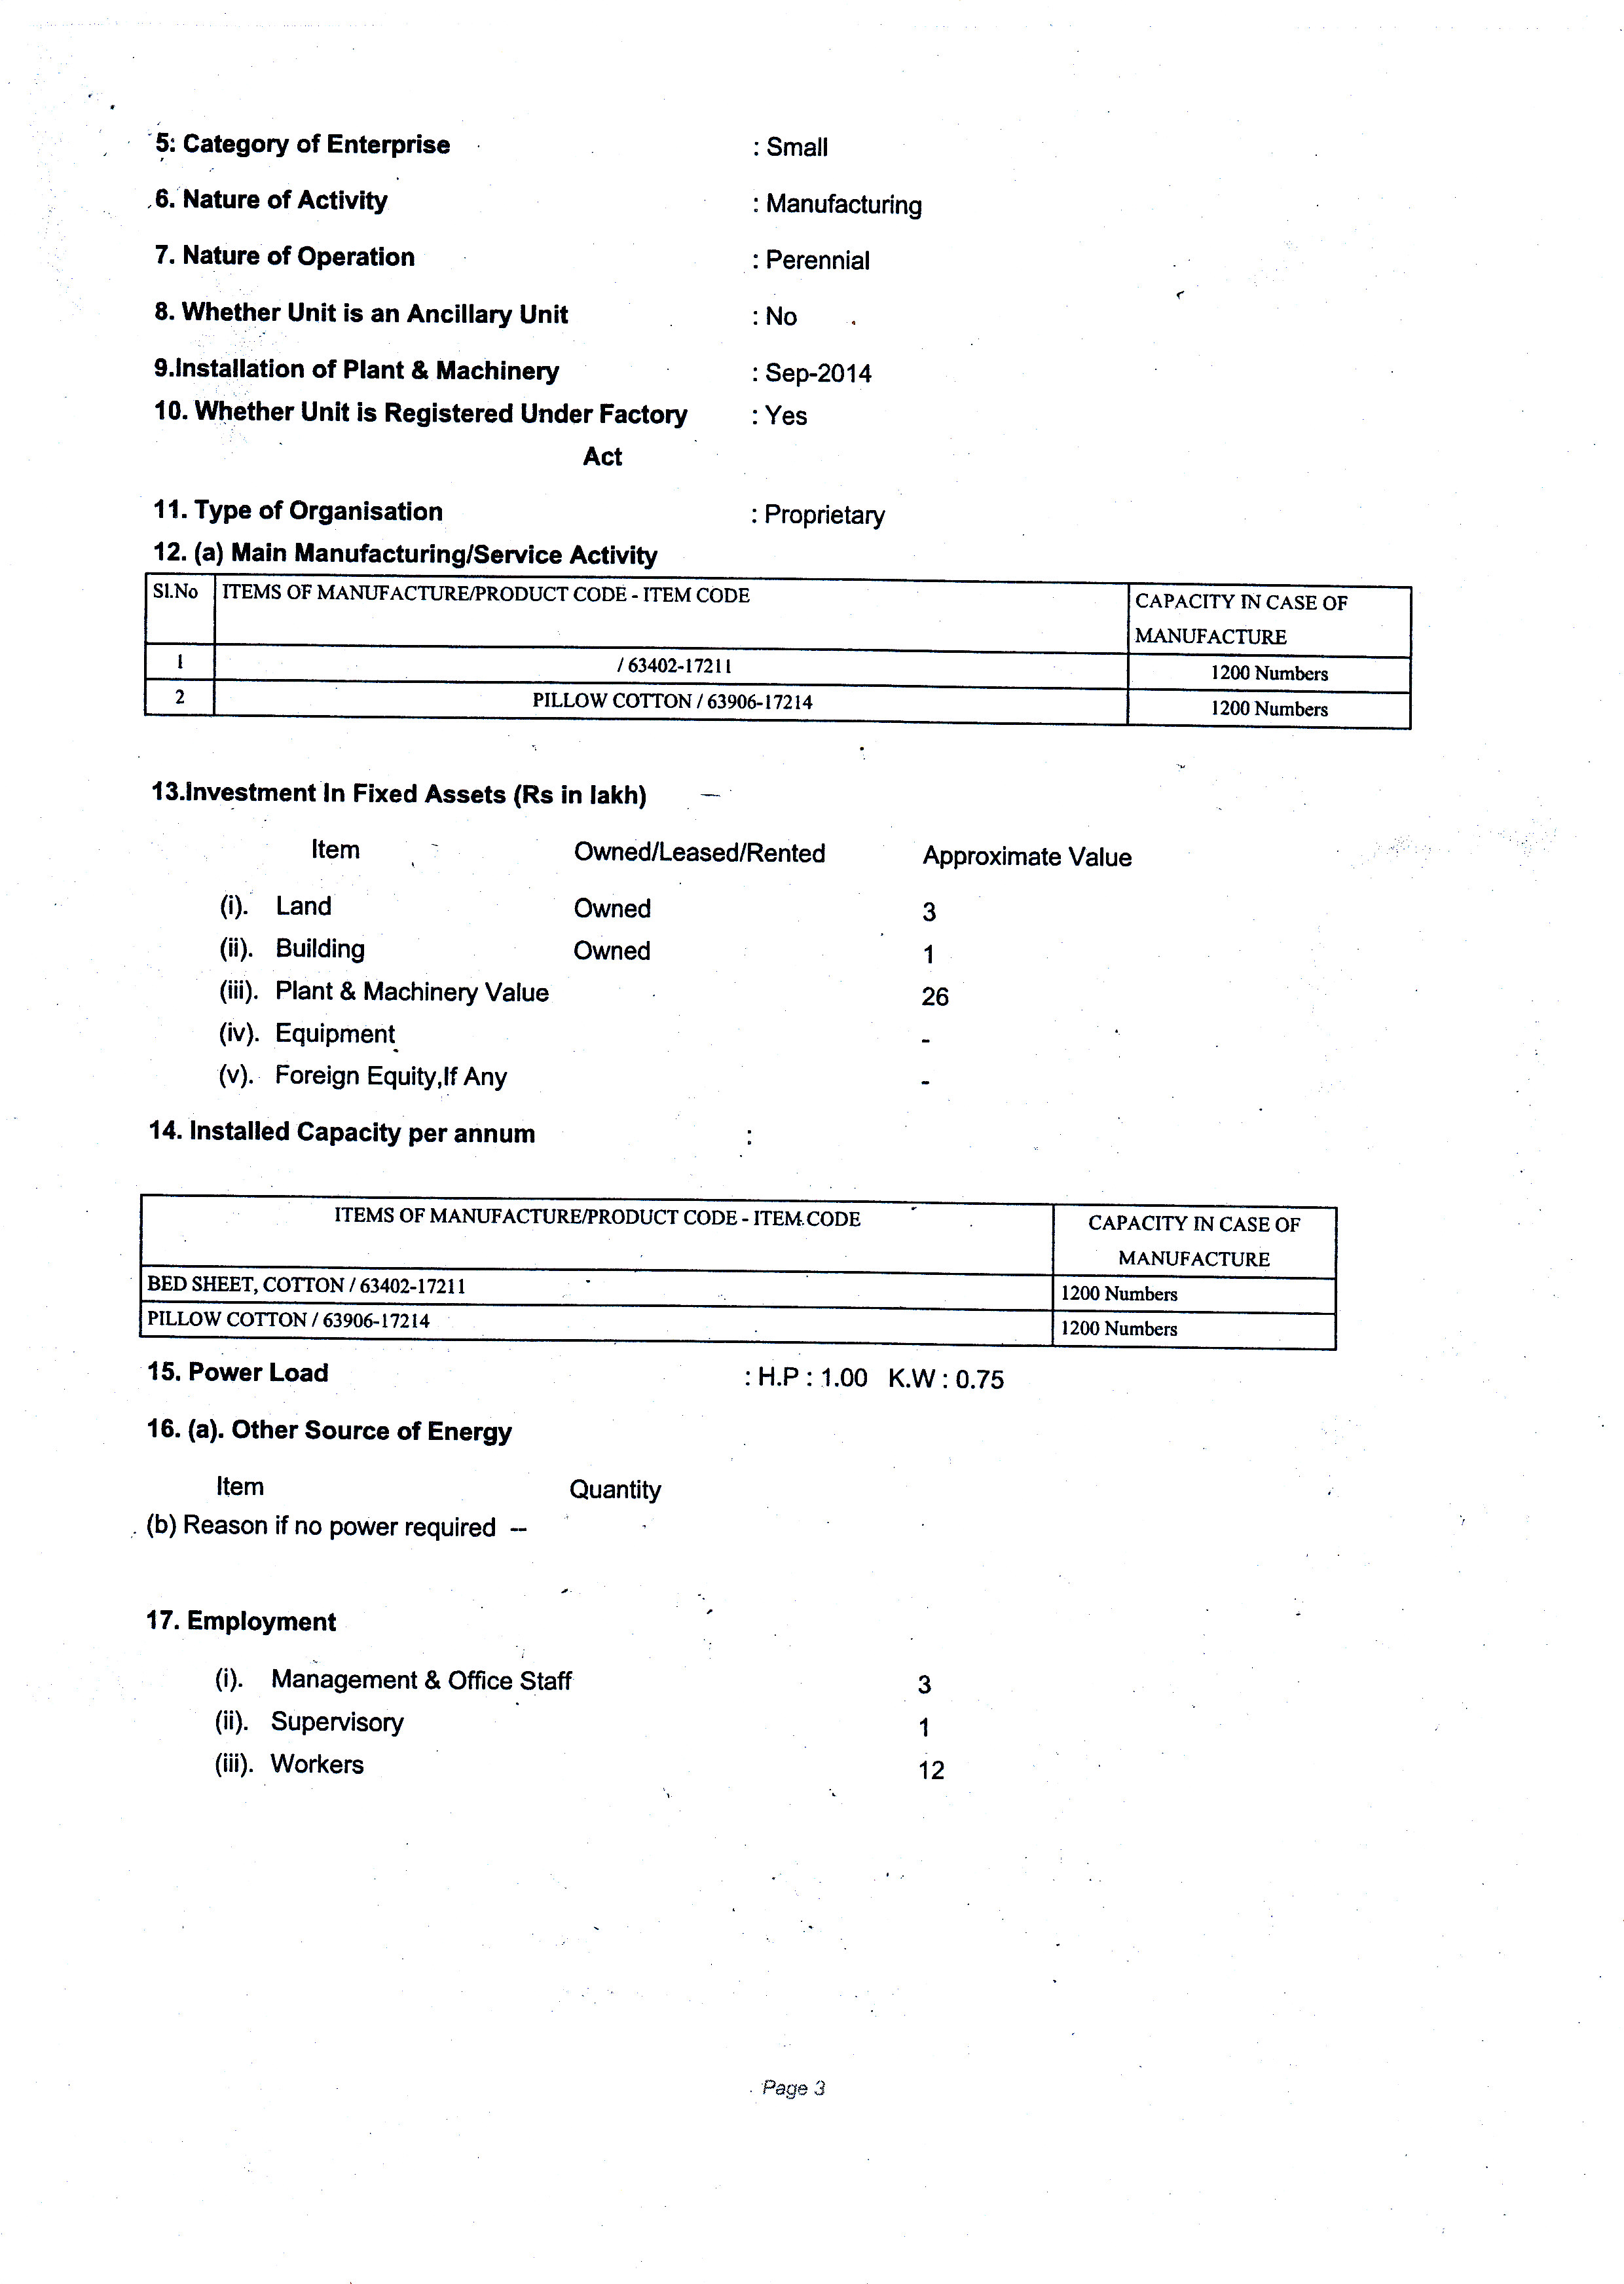 5: Category of Enterprise : Small
6. Nature of Activity : Manufacturing
7. Nature of Operation : Perennial
8. Whether Unit is an Ancillary Unit : No
9.Installation of Plant & Machinery : Sep-2014
10. Whether Unit is Registered Under Factory : Yes
Act
11. Type of Organisation : Proprietary
12. (a) Main Manufacturing/Service Activity
Sl.No ITEMS OF MANUFACTURE/PRODUCT CODE - ITEM CODE CAPACITY IN CASE OF
MANUFACTURE
1 / 63402-17211 1200 Numbers
2 PILLOW COTTON / 63906-17214 1200 Numbers
13.Investment In Fixed Assets (Rs in lakh) —
Item Owned/Leased/Rented Approximate Value
(i). Land Owned 3
(ii). Building Owned 1
(iii). Plant & Machinery Value 26
(iv). Equipment -
(v). Foreign Equity,If Any -
14. Installed Capacity per annum :
ITEMS OF MANUFACTURE/PRODUCT CODE - ITEM CODE CAPACITY IN CASE OF
MANUFACTURE
BED SHEET, COTTON / 63402-17211 1200 Numbers
PILLOW COTTON / 63906-17214 1200 Numbers
15. Power Load : H.P : 1.00 K.W : 0.75
16. (a). Other Source of Energy
Item Quantity
(b) Reason if no power required --
17. Employment
(i). Management & Office Staff 3
(ii). Supervisory 1
(iii). Workers 12
Page 3